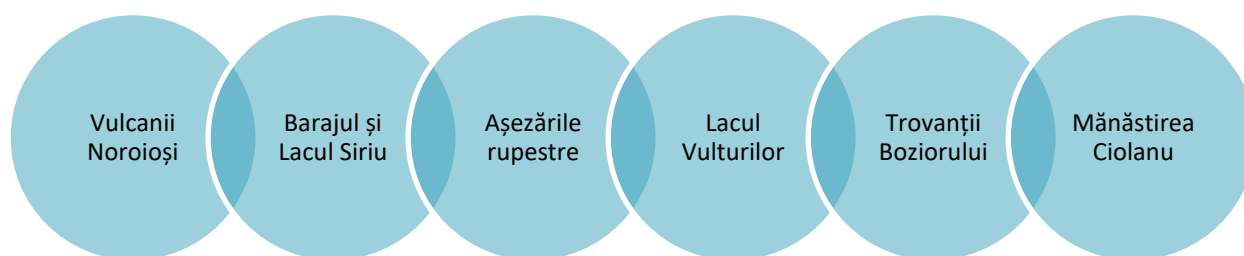 Vulcanii
Noroioși
Barajul și
Lacul Siriu
Așezările
rupestre
Lacul
Vulturilor
Trovanții
Boziorului
Mănăstirea
Ciolanu